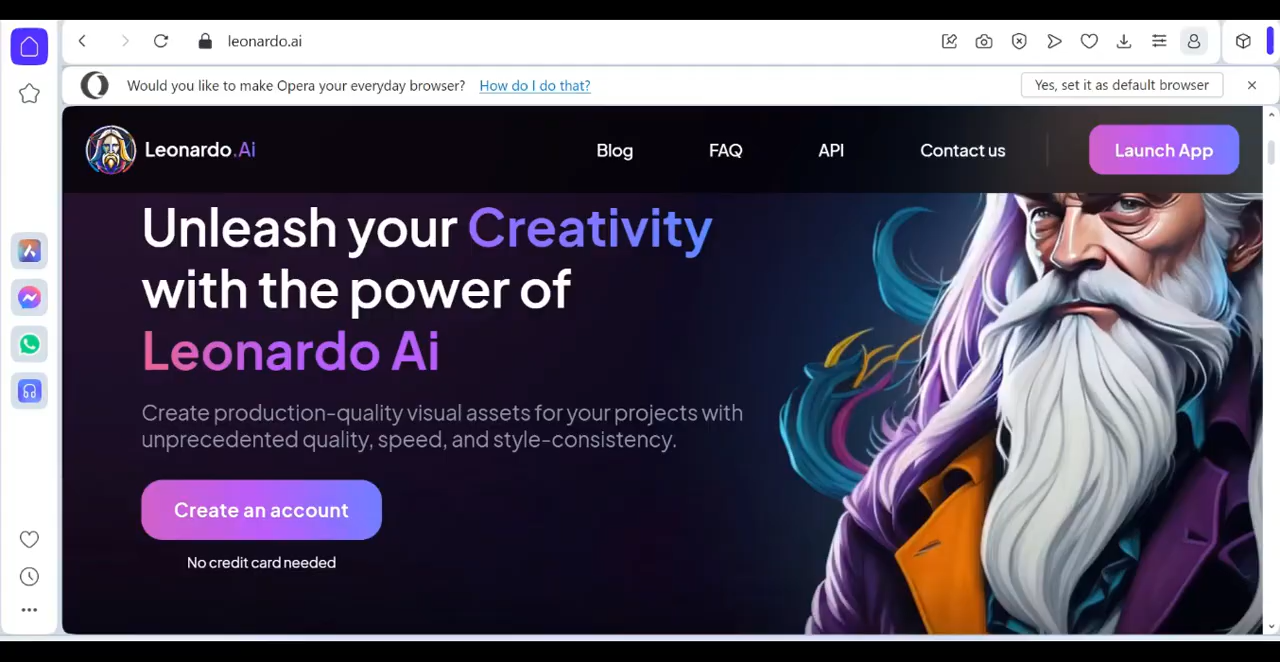 leonardo.ai
Would you like to make Opera your everyday browser? How do I do that? Yes, set it as default browser
Leonardo.Ai Blog FAQ API Contact us Launch App
Unleash your Creativity
with the power of
Leonardo Ai
Create production-quality visual assets for your projects with
unprecedented quality, speed, and style-consistency.
Create an account
No credit card needed